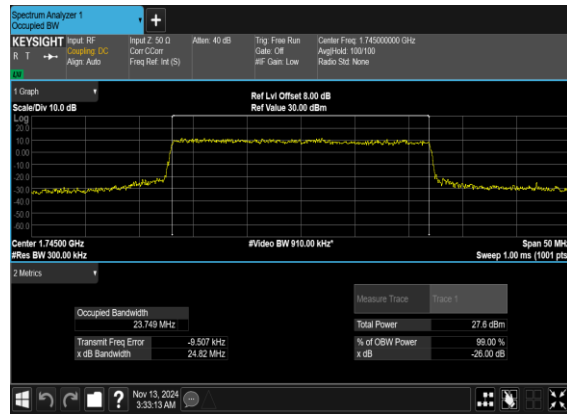 Spectrum Analyzer 1
Occupied BW
+
KEYSIGHT Input: RF Input Z: 50 Ω Atten: 40 dB Trig: Free Run Center Freq: 1.745000000 GHz
R T Coupling: DC Corr CCorr Gate: Off Avg|Hold: 100/100
Align: Auto Freq Ref: Int (S) #IF Gain: Low Radio Std: None
1 Graph
Ref Lvl Offset 8.00 dB
Scale/Div 10.0 dB Ref Value 30.00 dBm
Log
20.0
10.0
0.00
-10.0
-20.0
-30.0
-40.0
-50.0
-60.0
Center 1.74500 GHz #Video BW 910.00 kHz* Span 50 MHz
#Res BW 300.00 kHz Sweep 1.00 ms (1001 pts
2 Metrics
Measure Trace Trace 1
Occupied Bandwidth
23.749 MHz Total Power 27.6 dBm
Transmit Freq Error -9.507 kHz % of OBW Power 99.00 %
x dB Bandwidth 24.82 MHz x dB -26.00 dB
? Nov 13, 2024
3:33:13 AM